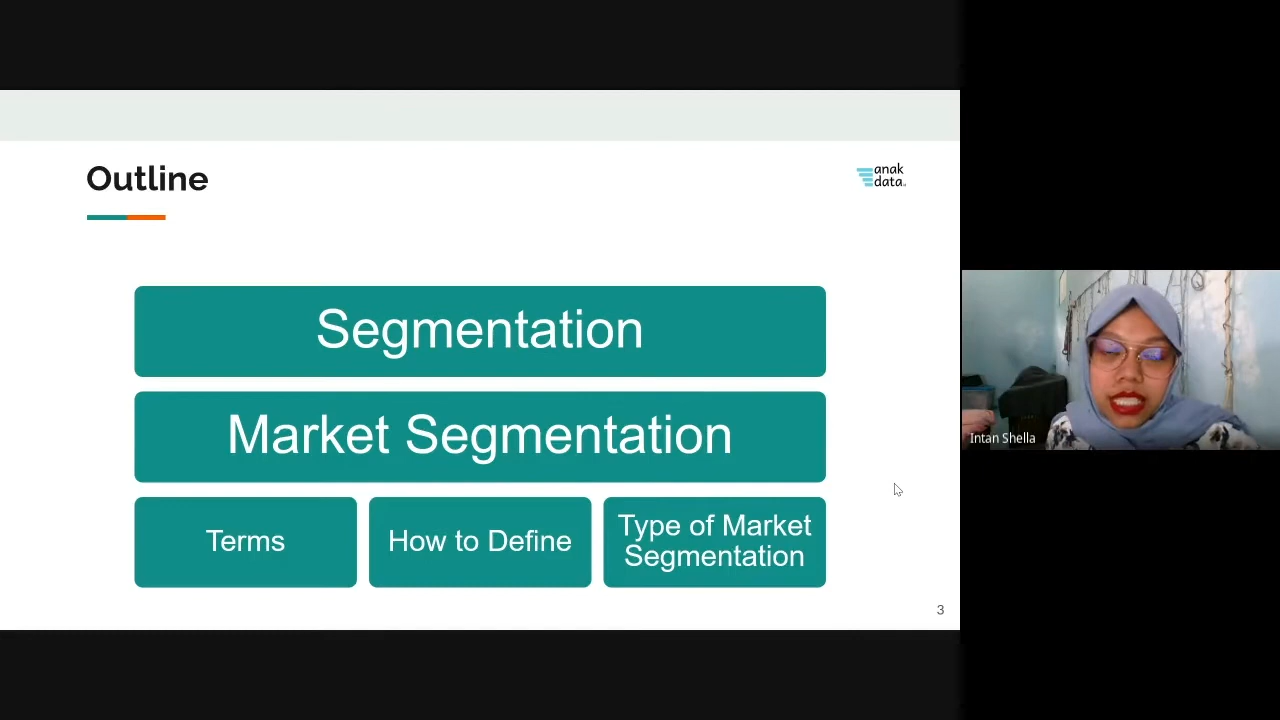 Outline
anak
data.
Segmentation
Market Segmentation
Terms
How to Define
Type of Market
Segmentation
3
Intan Shella